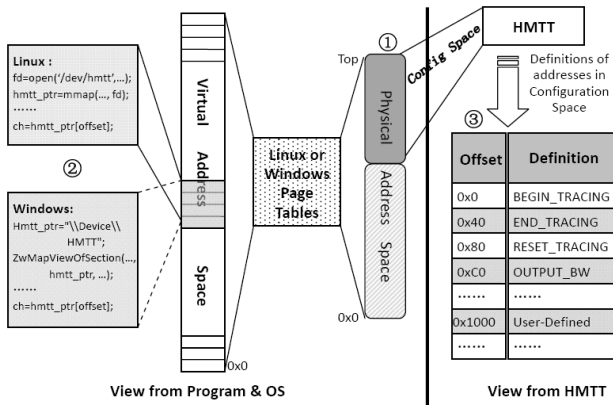 Linux :
fd=open('/dev/hmtt',...);
hmtt_ptr=mmap(..., fd);
……
ch=hmtt_ptr[offset];
②
Windows:
Hmtt_ptr="\\Device\\
HMTT";
ZwMapViewOfSection(...,
hmtt_ptr, ...);
……
ch=hmtt_ptr[offset];
Virtual Address Space
0x0
Linux or
Windows
Page
Tables
①
Top
Physical Address Space
0x0
Config Space
HMTT
Definitions of
addresses in
Configuration
Space
③
Offset Definition
0x0 BEGIN_TRACING
0x40 END_TRACING
0x80 RESET_TRACING
0xC0 OUTPUT_BW
…… ……
0x1000 User-Defined
…… ……
View from Program & OS
View from HMTT